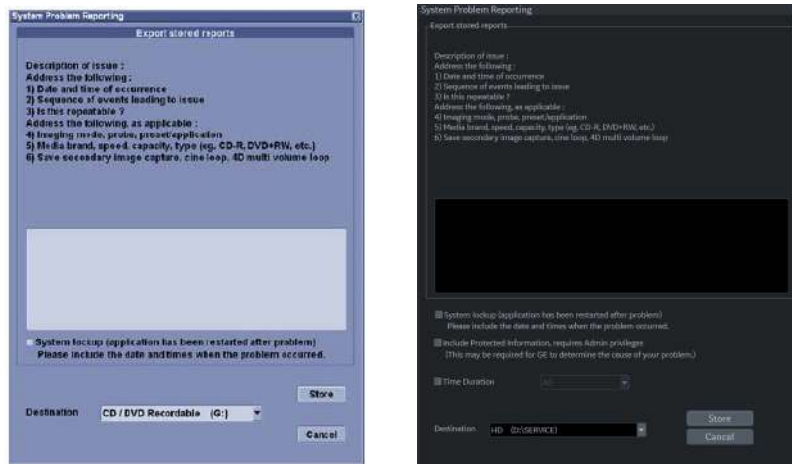 System Problem Reporting
Export stored reports
Description of issue :
Address the following :
1) Date and time of occurrence
2) Sequence of events leading to issue
3) Is this repeatable ?
Address the following, as applicable :
4) Imaging mode, probe, preset/application
5) Media brand, speed, capacity, type (eg. CD-R, DVD+RW, etc.)
6) Save secondary image capture, cine loop, 4D multi volume loop
System lockup (application has been restarted after problem)
Please include the date and times when the problem occurred.
Store
Destination CD / DVD Recordable (G:)
Cancel
System Problem Reporting
Export stored reports
Description of issue :
Address the following :
1) Date and time of occurrence
2) Sequence of events leading to issue
3) Is this repeatable ?
Address the following, as applicable :
4) Imaging mode, probe, preset/application
5) Media brand, speed, capacity, type (eg. CD-R, DVD+RW, etc.)
6) Save secondary image capture, cine loop, 4D multi volume loop
System lockup (application has been restarted after problem)
Please include the date and times when the problem occurred.
Include Protected Information, requires Admin privileges
(This may be required for GE to determine the cause of your problem.)
Time Duration All
Store
Destination HD (D:\SERVICE)
Cancel